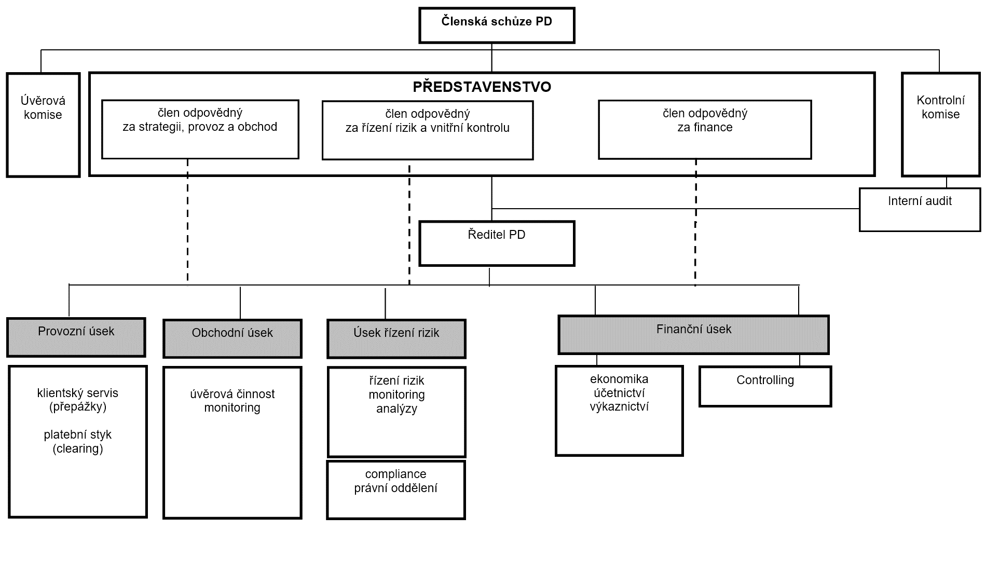 Členská schůze PD
PŘEDSTAVENSTVO
Úvěrová
komise
člen odpovědný
za strategii, provoz a obchod
člen odpovědný
za řízení rizik a vnitřní kontrolu
člen odpovědný
za finance
Kontrolní
komise
Interní audit
Ředitel PD
Provozní úsek
Obchodní úsek
Úsek řízení rizik
Finanční úsek
klientský servis
(přepážky)
platební styk
(clearing)
úvěrová činnost
monitoring
řízení rizik
monitoring
analýzy
compliance
právní oddělení
ekonomika
účetnictví
výkaznictví
Controlling